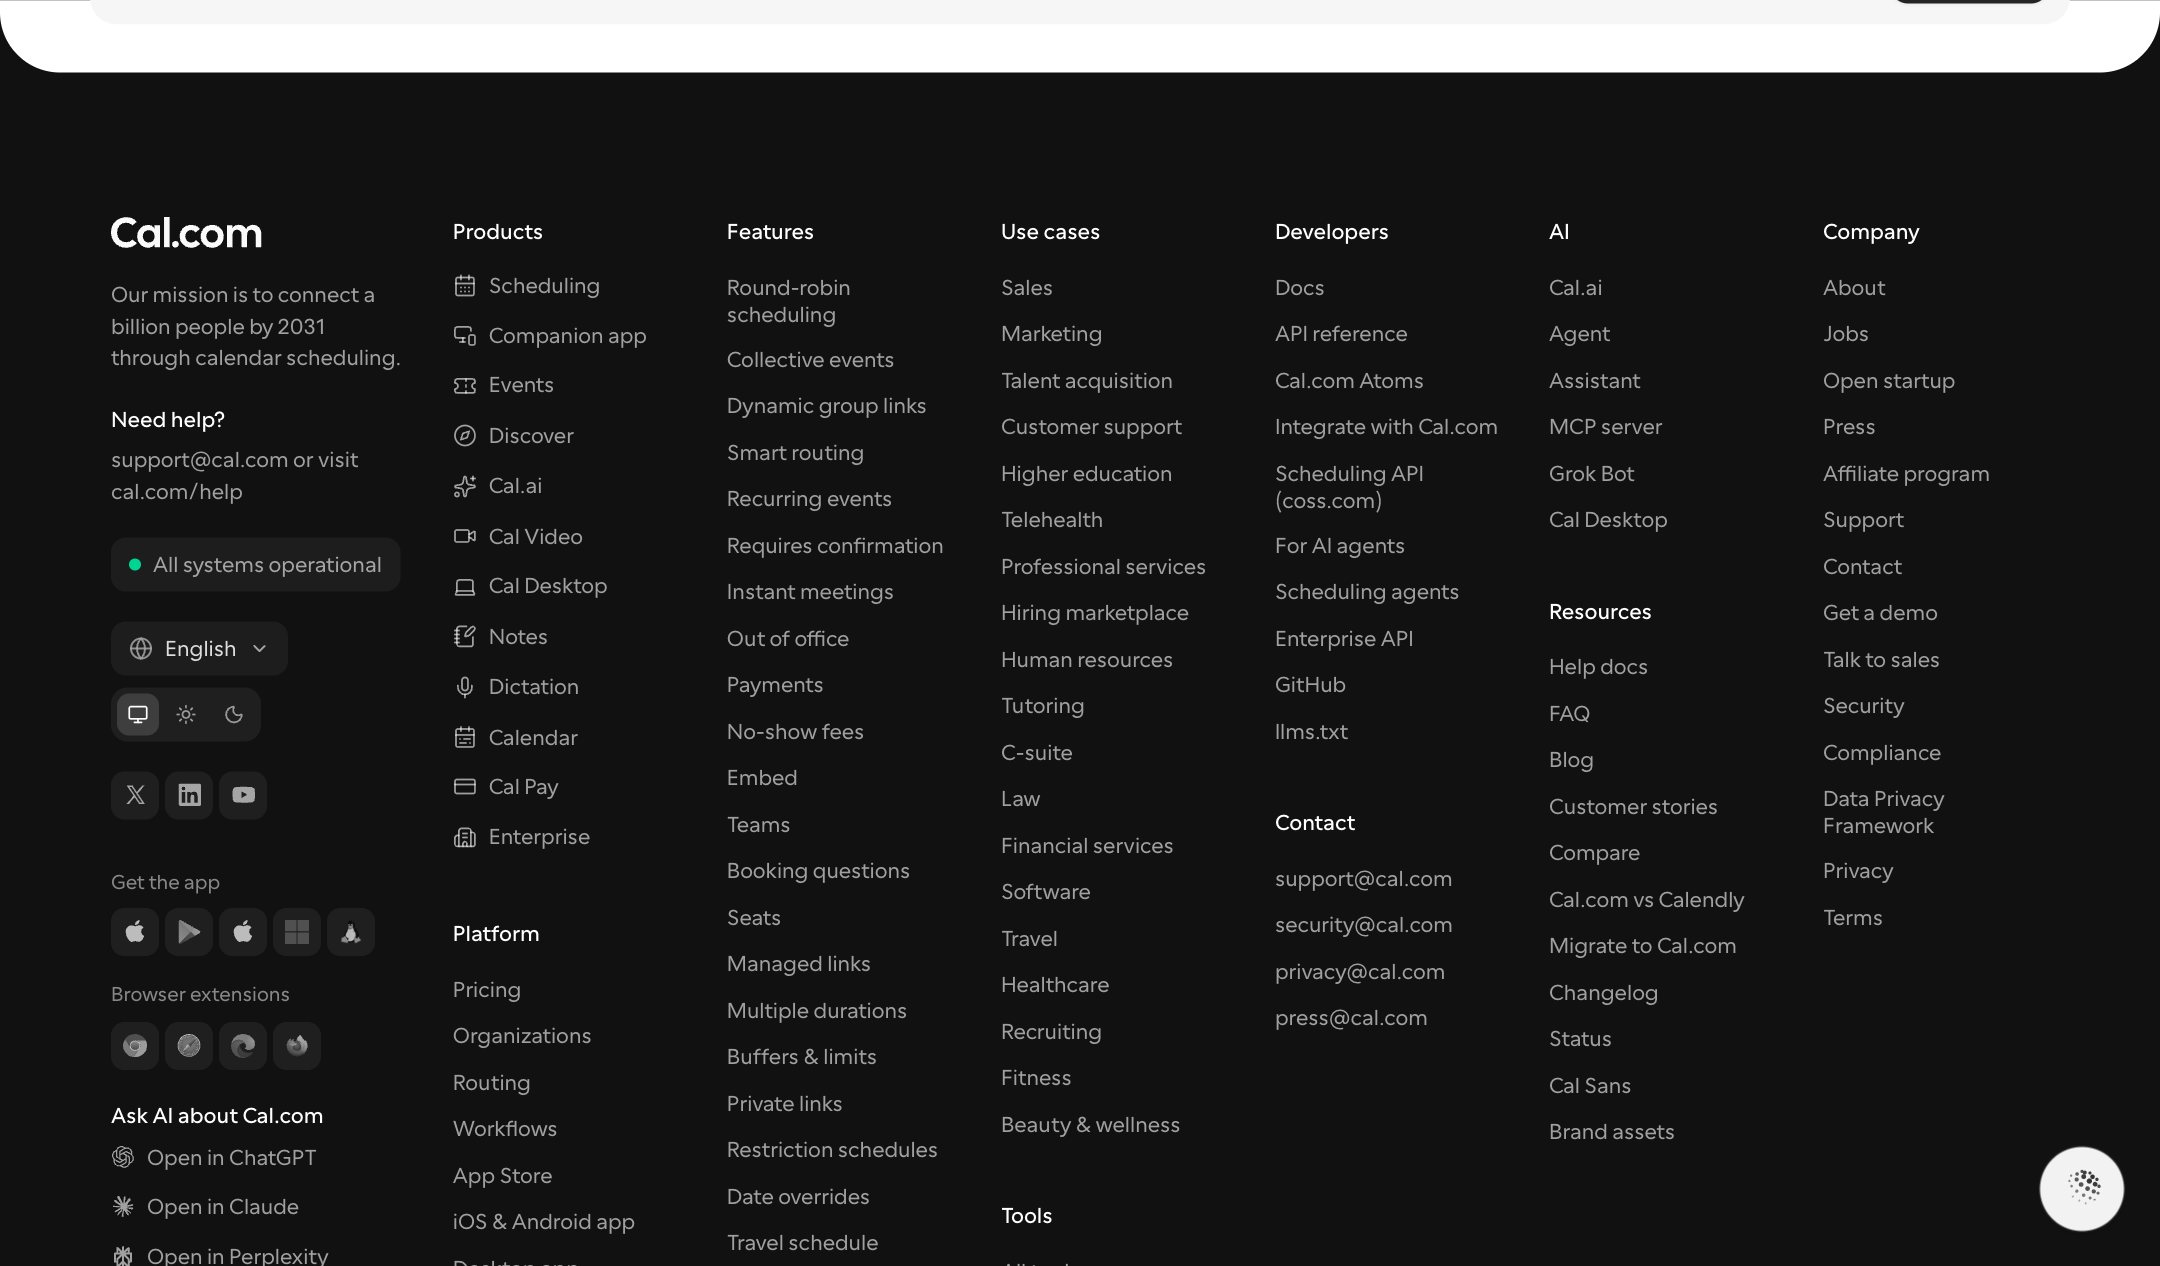 Cal.com
Our mission is to connect a
billion people by 2031
through calendar scheduling.
Need help?
support@cal.com or visit
cal.com/help
All systems operational
English
Get the app
Browser extensions
Ask AI about Cal.com
Open in ChatGPT
Open in Claude
Open in Perplexity
Products
Scheduling
Companion app
Events
Discover
Cal.ai
Cal Video
Cal Desktop
Notes
Dictation
Calendar
Cal Pay
Enterprise
Platform
Pricing
Organizations
Routing
Workflows
App Store
iOS & Android app
Features
Round-robin
scheduling
Collective events
Dynamic group links
Smart routing
Recurring events
Requires confirmation
Instant meetings
Out of office
Payments
No-show fees
Embed
Teams
Booking questions
Seats
Managed links
Multiple durations
Buffers & limits
Private links
Restriction schedules
Date overrides
Travel schedule
Use cases
Sales
Marketing
Talent acquisition
Customer support
Higher education
Telehealth
Professional services
Hiring marketplace
Human resources
Tutoring
C-suite
Law
Financial services
Software
Travel
Healthcare
Recruiting
Fitness
Beauty & wellness
Tools
Developers
Docs
API reference
Cal.com Atoms
Integrate with Cal.com
Scheduling API
(coss.com)
For AI agents
Scheduling agents
Enterprise API
GitHub
llms.txt
Contact
support@cal.com
security@cal.com
privacy@cal.com
press@cal.com
AI
Cal.ai
Agent
Assistant
MCP server
Grok Bot
Cal Desktop
Resources
Help docs
FAQ
Blog
Customer stories
Compare
Cal.com vs Calendly
Migrate to Cal.com
Changelog
Status
Cal Sans
Brand assets
Company
About
Jobs
Open startup
Press
Affiliate program
Support
Contact
Get a demo
Talk to sales
Security
Compliance
Data Privacy
Framework
Privacy
Terms